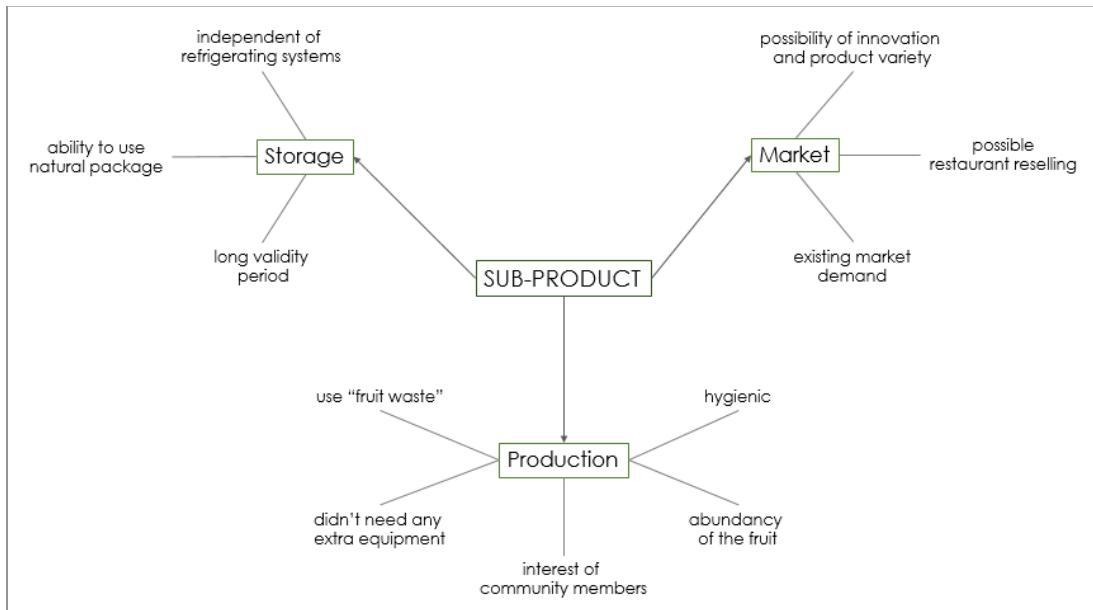 independent of
refrigerating systems
ability to use
natural package
Storage
long validity
period
possibility of innovation
and product variety
Market
possible
restaurant reselling
existing market
demand
SUB-PRODUCT
use “fruit waste”
hygienic
Production
didn’t need any
extra equipment
interest of
community members
abundancy
of the fruit